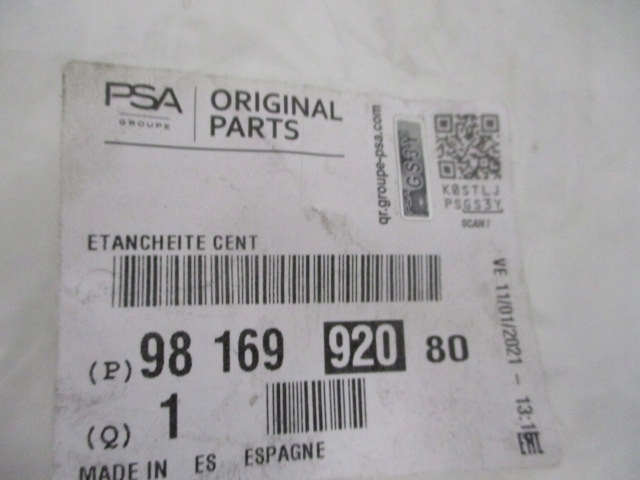 PSA
GROUPE
ORIGINAL
PARTS
qr.groupe-psa.com
GS3Y
K0STLJ
PSGS3Y
SCAN !
ETANCHEITE CENT
(P) 98 169 920 80
(Q) 1
MADE IN ES ESPAGNE
VE 11/01/2021 - 13:1
EAC